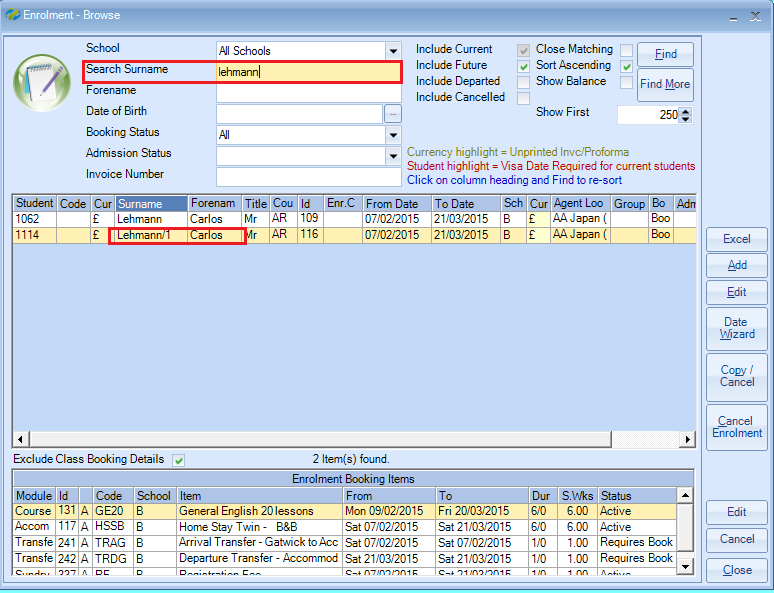 Enrolment - Browse
School All Schools Include Current Close Matching Find
Search Surname lehmann Include Future Sort Ascending
Forename Include Departed Show Balance Find More
Date of Birth ... Include Cancelled
Booking Status All Show First 250
Admission Status Currency highlight = Unprinted Invc/Proforma
Student highlight = Visa Date Required for current students
Invoice Number Click on column heading and Find to re-sort
Student Code Cur Surname Forenam Title Cou Id Enr.C From Date To Date Sch Cur Agent Loo Group Bo Adm
1062 £ Lehmann Carlos Mr AR 109 07/02/2015 21/03/2015 B £ AA Japan ( Boo
1114 £ Lehmann/1 Carlos Mr AR 116 07/02/2015 21/03/2015 B £ AA Japan ( Boo
Excel
Add
Edit
Date
Wizard
Copy /
Cancel
Cancel
Enrolment
Exclude Class Booking Details 2 Item(s) found.
Enrolment Booking Items
Module Id Code School Item From To Dur S.Wks Status
Course 131 A GE20 B General English 20 lessons Mon 09/02/2015 Fri 20/03/2015 6/0 6.00 Active
Accom 117 A HSSB B Home Stay Twin - B&B Sat 07/02/2015 Sat 21/03/2015 6/0 6.00 Active
Transfe 241 A TRAG B Arrival Transfer - Gatwick to Acc Sat 07/02/2015 Sat 07/02/2015 1/0 1.00 Requires Book
Transfe 242 A TRDG B Departure Transfer - Accommod Sat 21/03/2015 Sat 21/03/2015 1/0 1.00 Requires Book
Sundry 337 A RF B Registration Fee Sat 07/02/2015 Sat 07/02/2015 1/0 1.00 Active
Edit
Cancel
Close